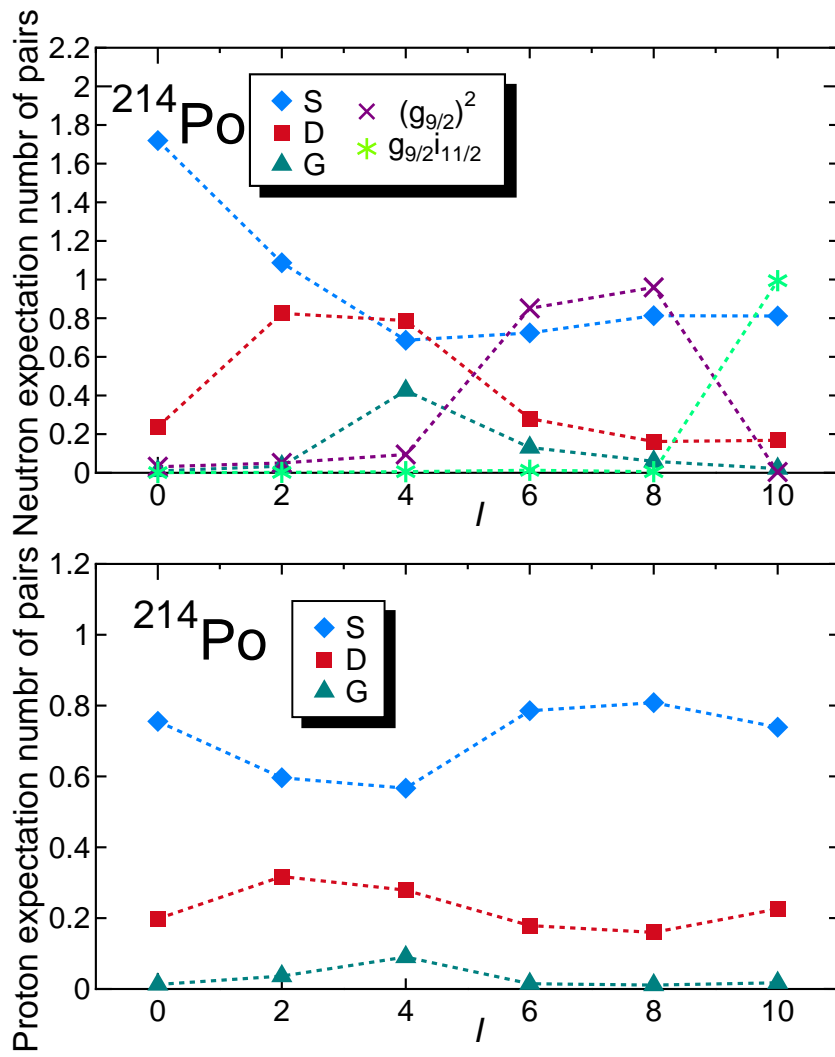 Neutron expectation numbr of pairs
2.2
2
1.8
1.6
1.4
1.2
1
0.8
0.6
0.4
0.2
0
214Po
S
D
G
(g9/2)2
g9/2i11/2
0 2 4 6 8 10
I
Proton expectation numbr of pairs
1.2
1
0.8
0.6
0.4
0.2
0
214Po
S
D
G
0 2 4 6 8 10
I